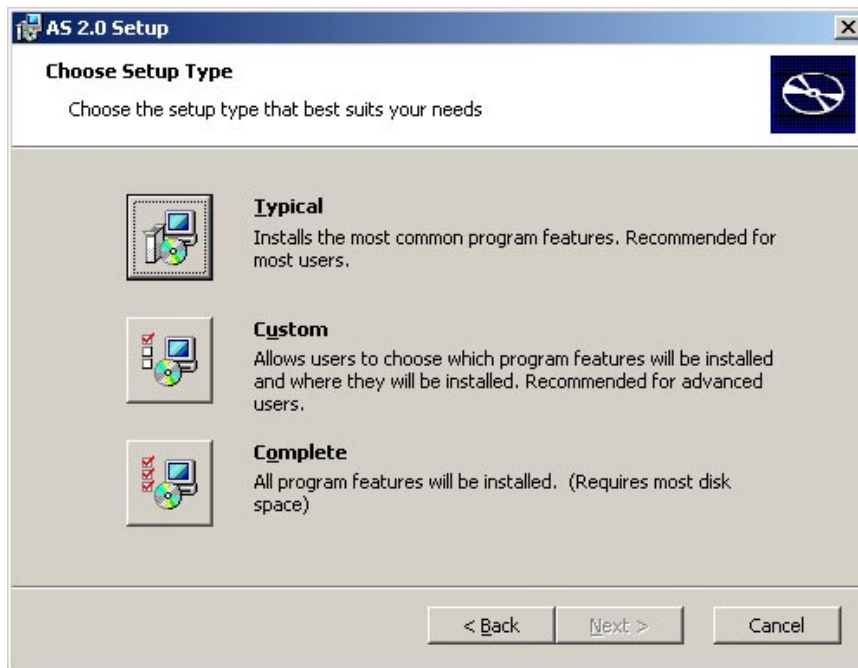 AS 2.0 Setup
Choose Setup Type
Choose the setup type that best suits your needs
Typical
Installs the most common program features. Recommended for
most users.
Custom
Allows users to choose which program features will be installed
and where they will be installed. Recommended for advanced
users.
Complete
All program features will be installed.  (Requires most disk
space)
< Back
Next >
Cancel